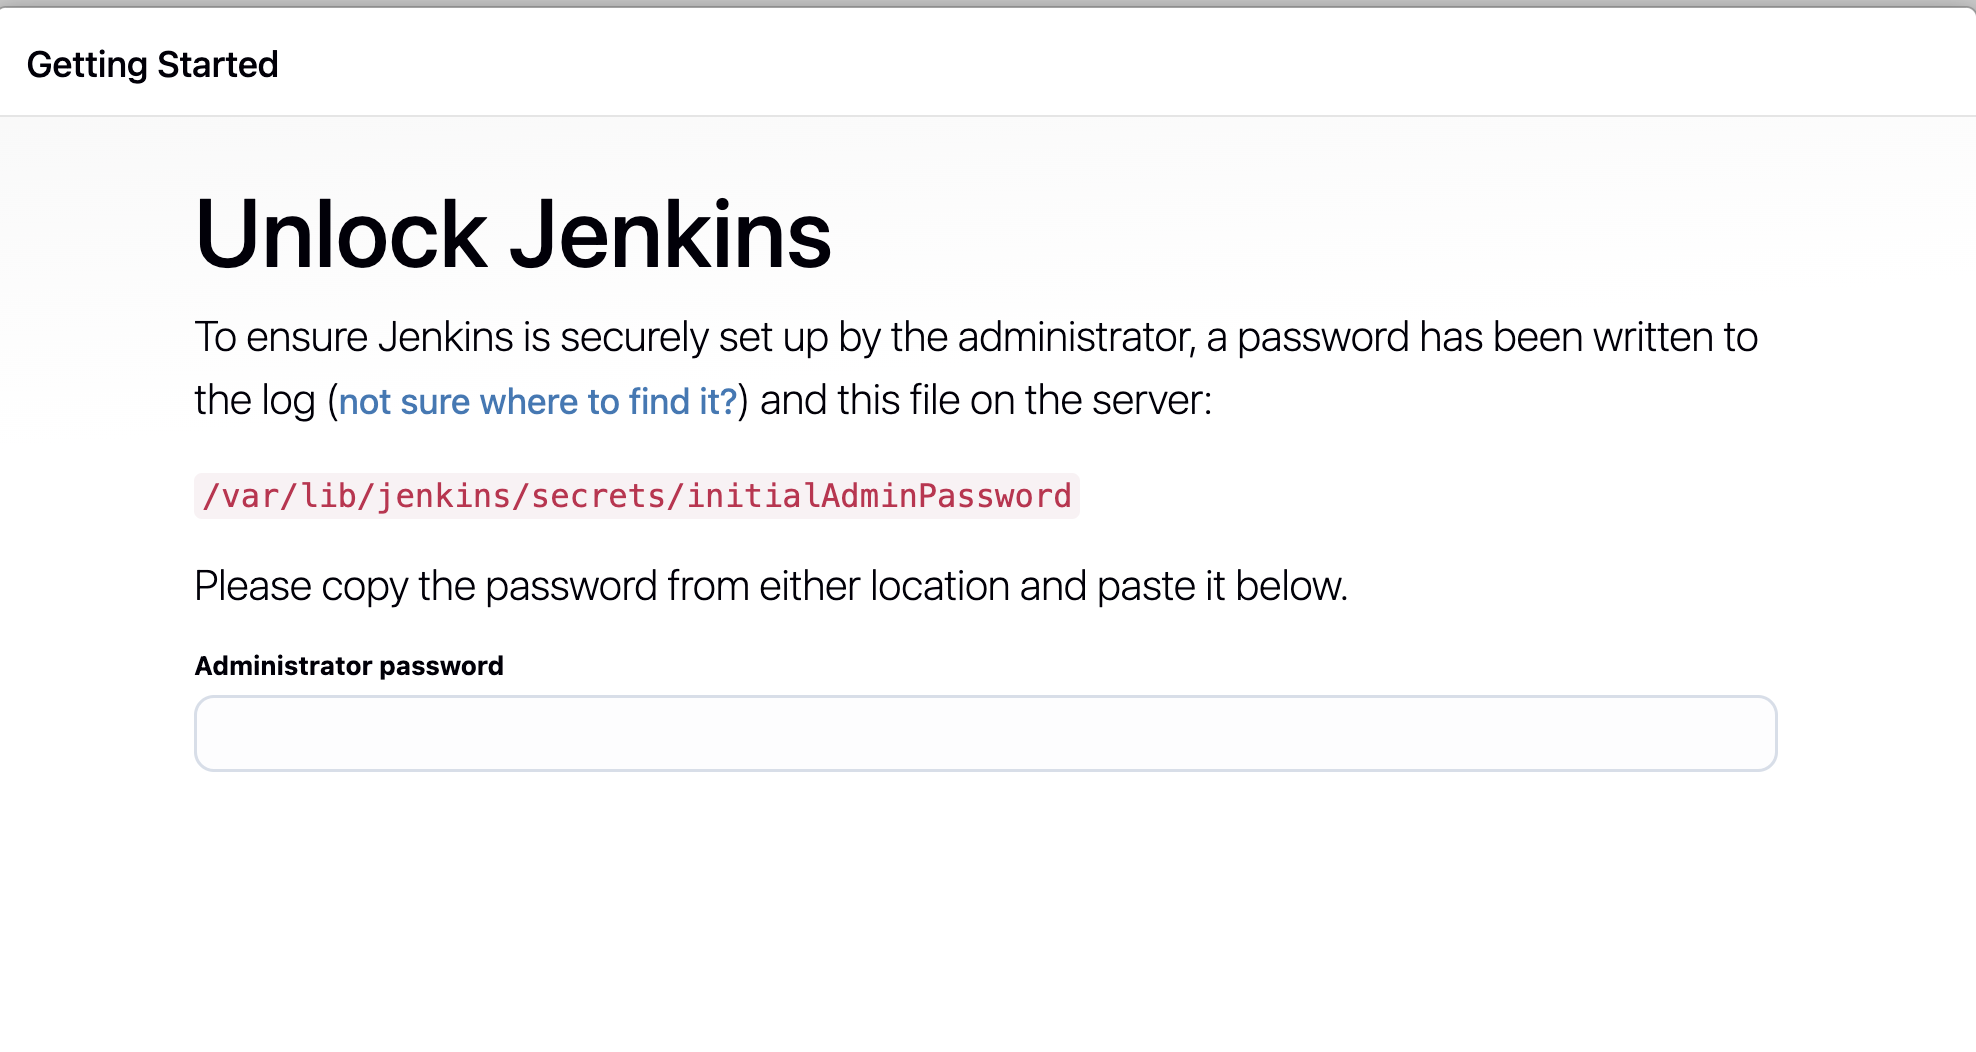 Getting Started
Unlock Jenkins
To ensure Jenkins is securely set up by the administrator, a password has been written to
the log (not sure where to find it?) and this file on the server:
/var/lib/jenkins/secrets/initialAdminPassword
Please copy the password from either location and paste it below.
Administrator password